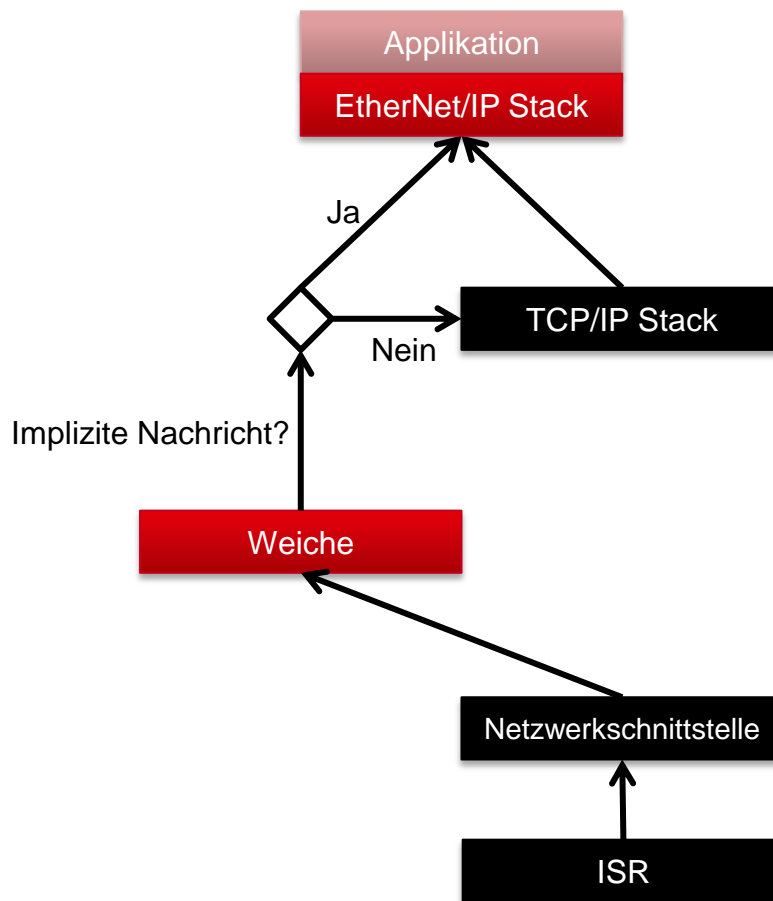 Applikation
EtherNet/IP Stack
Ja
TCP/IP Stack
Nein
Implizite Nachricht?
Weiche
Netzwerkschnittstelle
ISR